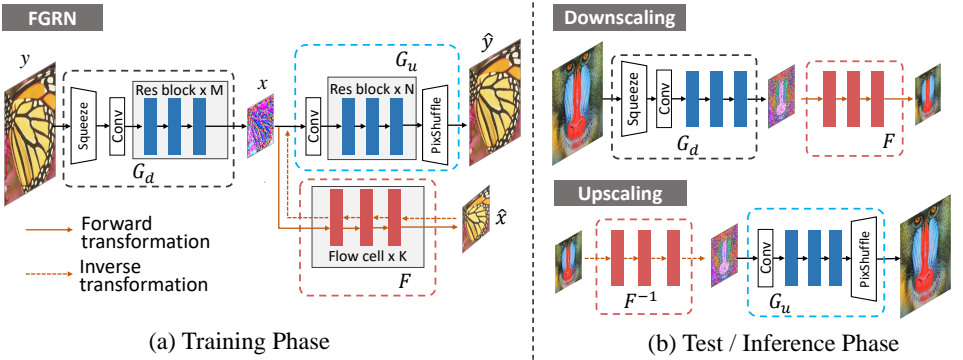 FGRN
y
Squeeze
Conv
Res block x M
G_d
x
G_u
Conv
Res block x N
PixShuffle
ŷ
Forward
transformation
Inverse
transformation
Flow cell x K
F
x̂
(a) Training Phase
Downscaling
Squeeze
Conv
G_d
F
Upscaling
F⁻¹
Conv
G_u
PixShuffle
(b) Test / Inference Phase